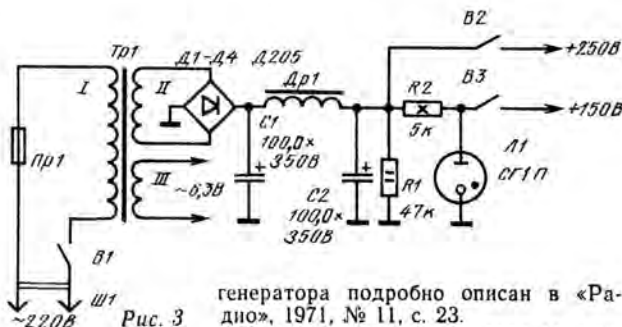 В2
+250В
Тр1
Д1-Д4
Д205
Др1
R2
В3
+150В
I
II
5к
С1
100,0×
350В
Л1
СГ1П
Пр1
III
~6,3В
R1
47к
С2
100,0×
350В
В1
Ш1
~220В
Рис. 3
генератора подробно описан в «Ра-
дио», 1971, № 11, с. 23.